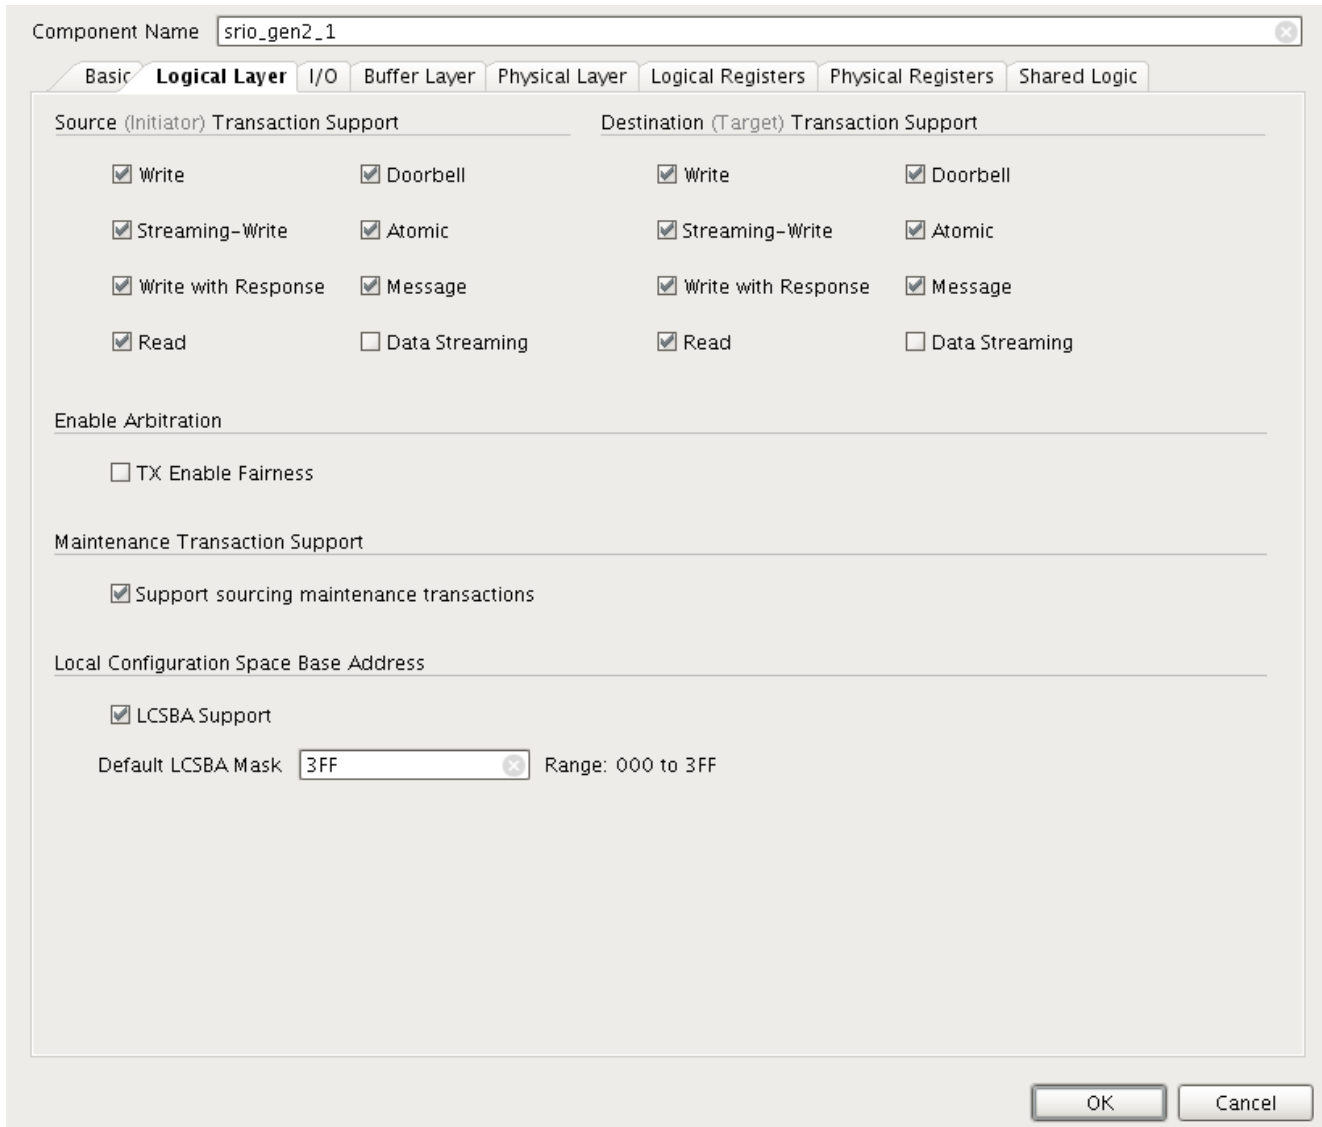 Component Name srio_gen2_1
Basic Logical Layer I/O Buffer Layer Physical Layer Logical Registers Physical Registers Shared Logic
Source (Initiator) Transaction Support Destination (Target) Transaction Support
Write Doorbell Write Doorbell
Streaming-Write Atomic Streaming-Write Atomic
Write with Response Message Write with Response Message
Read Data Streaming Read Data Streaming
Enable Arbitration
TX Enable Fairness
Maintenance Transaction Support
Support sourcing maintenance transactions
Local Configuration Space Base Address
LCSBA Support
Default LCSBA Mask 3FF Range: 000 to 3FF
OK Cancel